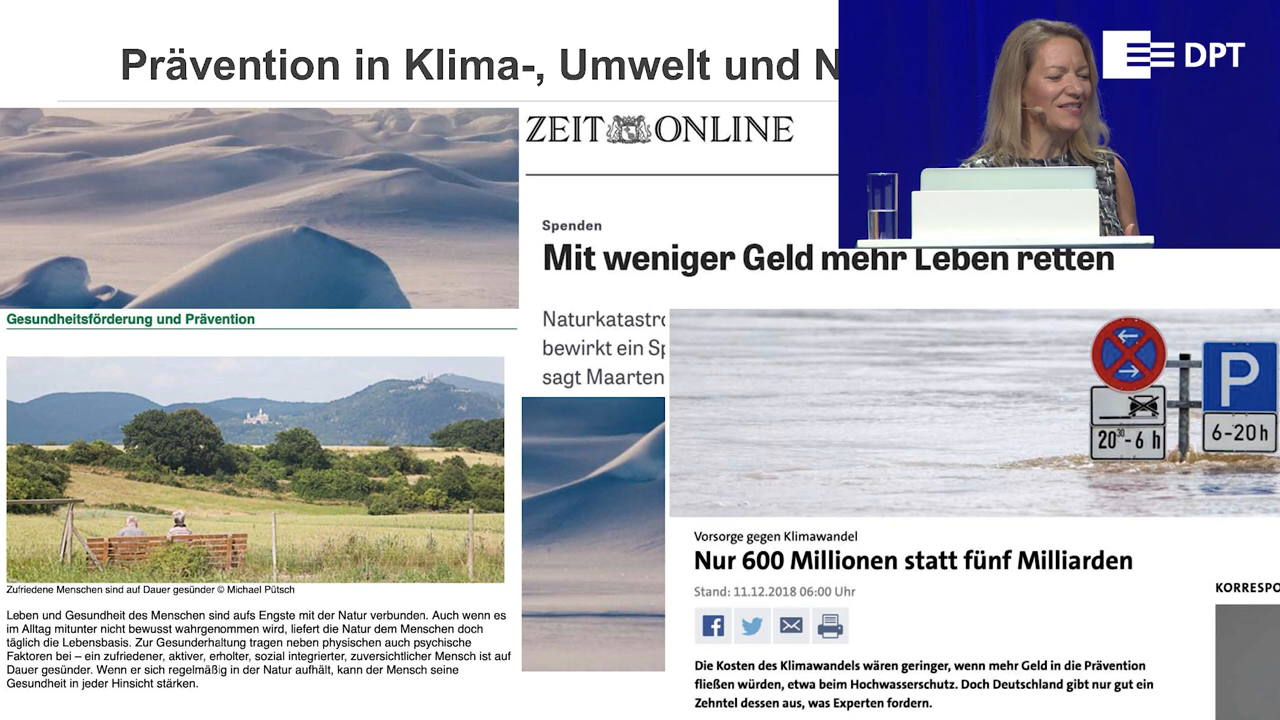 Prävention in Klima-, Umwelt und N
DPT
ZEIT ONLINE
Spenden
Mit weniger Geld mehr Leben retten
Naturkatastro
bewirkt ein Sp
sagt Maarten
Gesundheitsförderung und Prävention
Zufriedene Menschen sind auf Dauer gesünder © Michael Pütsch
Leben und Gesundheit des Menschen sind aufs Engste mit der Natur verbunden. Auch wenn es
im Alltag mitunter nicht bewusst wahrgenommen wird, liefert die Natur dem Menschen doch
täglich die Lebensbasis. Zur Gesunderhaltung tragen neben physischen auch psychische
Faktoren bei – ein zufriedener, aktiver, erholter, sozial integrierter, zuversichtlicher Mensch ist auf
Dauer gesünder. Wenn er sich regelmäßig in der Natur aufhält, kann der Mensch seine
Gesundheit in jeder Hinsicht stärken.
P
20³⁰-6 h
6-20h
Vorsorge gegen Klimawandel
Nur 600 Millionen statt fünf Milliarden
Stand: 11.12.2018 06:00 Uhr
Die Kosten des Klimawandels wären geringer, wenn mehr Geld in die Prävention
fließen würden, etwa beim Hochwasserschutz. Doch Deutschland gibt nur gut ein
Zehntel dessen aus, was Experten fordern.
KORRESPO